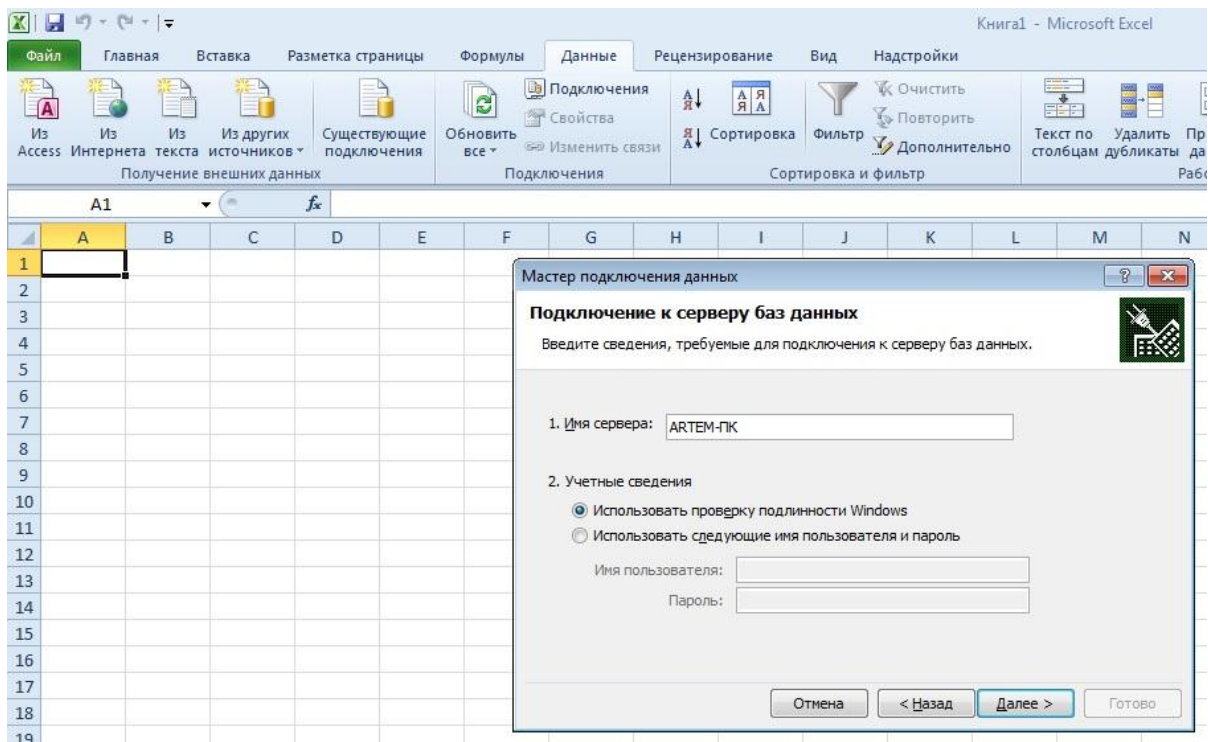 Книга1 - Microsoft Excel
Файл Главная Вставка Разметка страницы Формулы Данные Рецензирование Вид Надстройки
Из Access
Из Интернета
Из текста
Из других источников
Существующие подключения
Получение внешних данных
Обновить все
Подключения
Свойства
Изменить связи
Подключения
Сортировка
Фильтр
Очистить
Повторить
Дополнительно
Сортировка и фильтр
Текст по столбцам
Удалить дубликаты
A1
fx
A B C D E F G H I J K L M N
1
2
3
4
5
6
7
8
9
10
11
12
13
14
15
16
17
18
19
Мастер подключения данных
Подключение к серверу баз данных
Введите сведения, требуемые для подключения к серверу баз данных.
1. Имя сервера: ARTEM-ПК
2. Учетные сведения
Использовать проверку подлинности Windows
Использовать следующие имя пользователя и пароль
Имя пользователя:
Пароль:
Отмена < Назад Далее > Готово